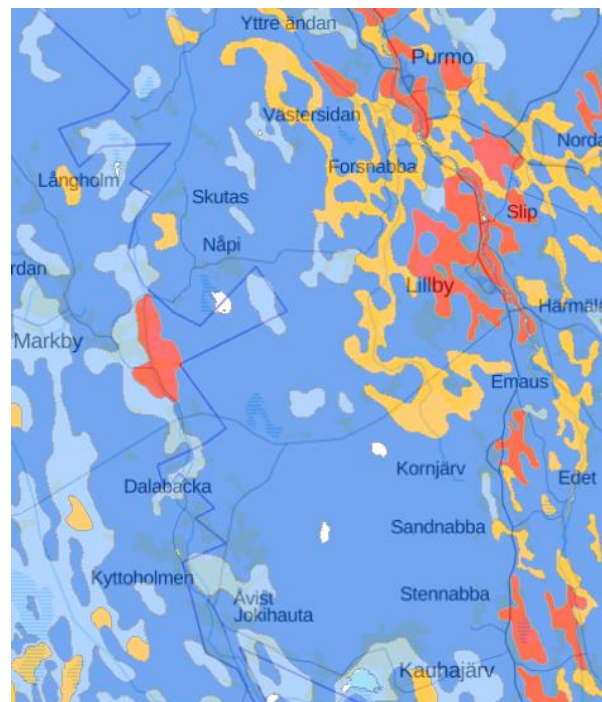 Yttre ändan
Purmo
Västersidan
Norda
Forsnabba
Långholm
Skutas
Slip
Nåpi
rdan
Lillby
Härmälä
Markby
Emaus
Kornjärv
Edet
Dalabacka
Sandnabba
Kyttoholmen
Åvist
Jokihauta
Stennabba
Kauhajärv